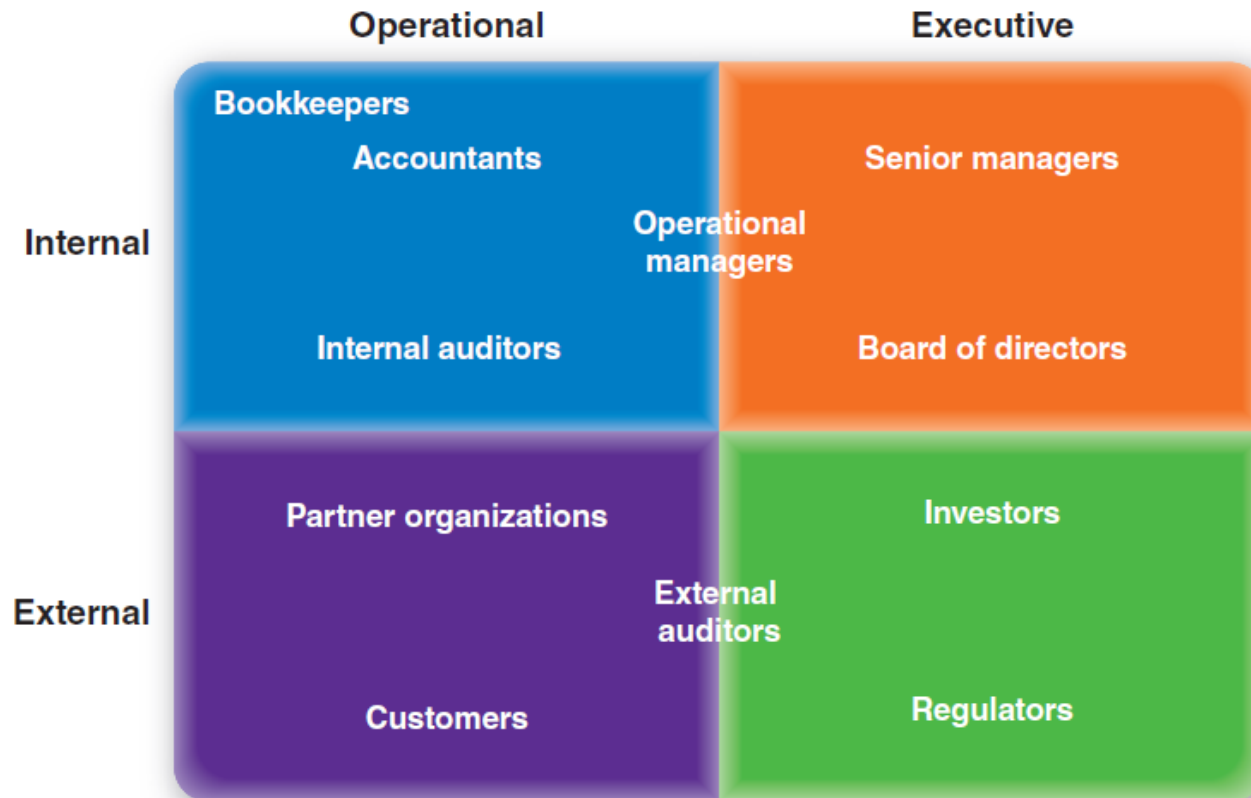 Operational
Executive
Bookkeepers
Accountants
Senior managers
Internal
Operational
managers
Internal auditors
Board of directors
Partner organizations
Investors
External
External
auditors
Customers
Regulators